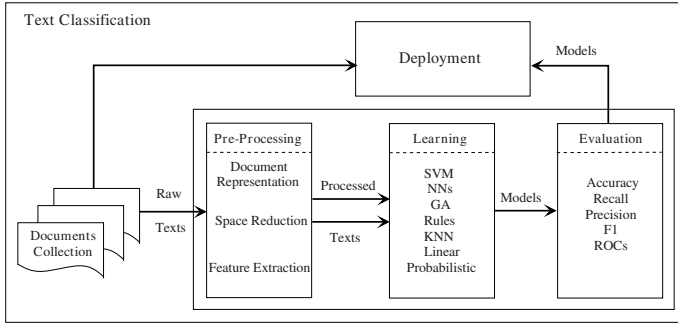 Text Classification
Deployment
Models
Documents
Collection
Raw
Texts
Pre-Processing
Document
Representation
Space Reduction
Feature Extraction
Processed
Texts
Learning
SVM
NNs
GA
Rules
KNN
Linear
Probabilistic
Models
Evaluation
Accuracy
Recall
Precision
F1
ROCs